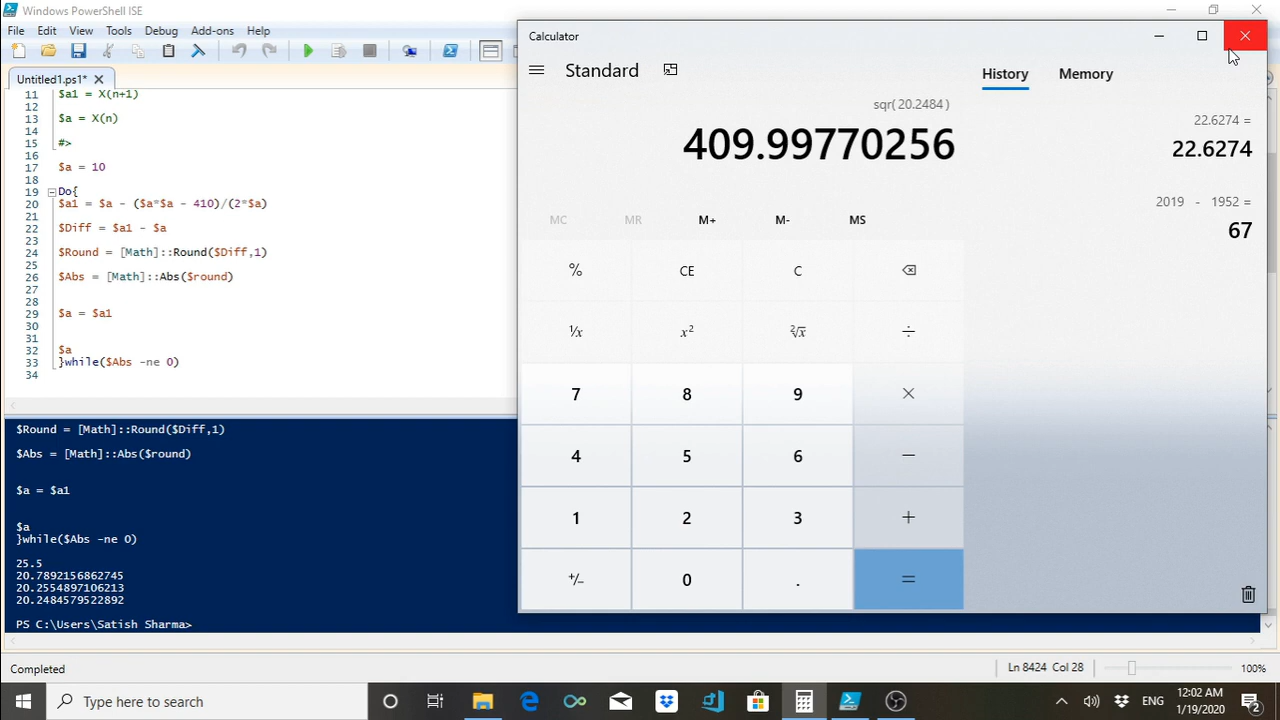 Windows PowerShell ISE
File Edit View Tools Debug Add-ons Help
Untitled1.ps1*
11 $a1 = X(n+1)
12
13 $a = X(n)
14
15 #>
16
17 $a = 10
18
19 Do{
20 $a1 = $a - ($a*$a - 410)/(2*$a)
21
22 $Diff = $a1 - $a
23
24 $Round = [Math]::Round($Diff,1)
25
26 $Abs = [Math]::Abs($round)
27
28
29 $a = $a1
30
31
32 $a
33 }while($Abs -ne 0)
34
$Round = [Math]::Round($Diff,1)
$Abs = [Math]::Abs($round)
$a = $a1
$a
}while($Abs -ne 0)
25.5
20.7892156862745
20.2554897106213
20.2484579522892
PS C:\Users\Satish Sharma>
Completed
Ln 8424 Col 28
100%
Calculator
Standard
History Memory
sqr( 20.2484 )
409.99770256
22.6274 =
22.6274
2019 - 1952 =
67
MC MR M+ M- MS
% CE C
¹/x x² ²√x ÷
7 8 9 ×
4 5 6 −
1 2 3 +
+/− 0 . =
Type here to search
ENG
12:02 AM
1/19/2020
2